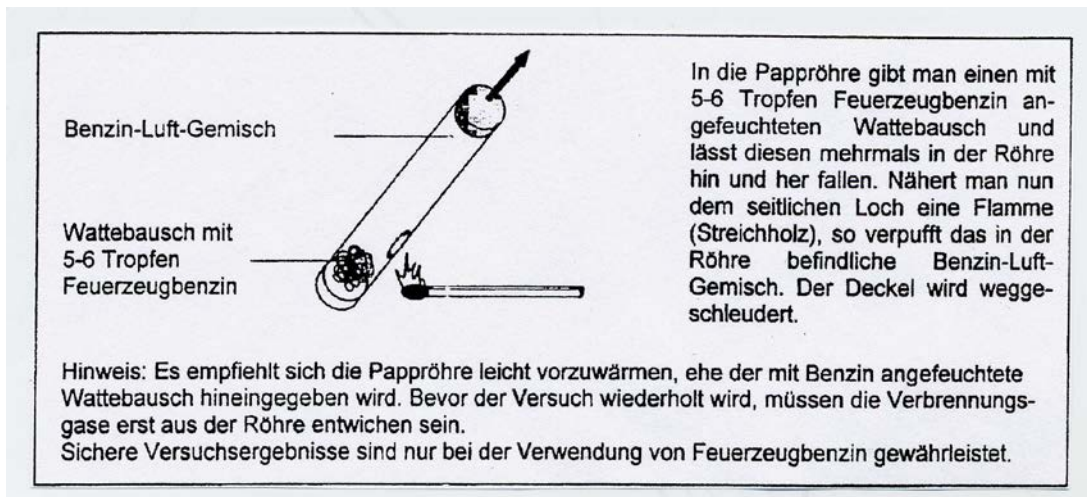 Benzin-Luft-Gemisch
Wattebausch mit
5-6 Tropfen
Feuerzeugbenzin
In die Pappröhre gibt man einen mit
5-6 Tropfen Feuerzeugbenzin an-
gefeuchteten Wattebausch und
lässt diesen mehrmals in der Röhre
hin und her fallen. Nähert man nun
dem seitlichen Loch eine Flamme
(Streichholz), so verpufft das in der
Röhre befindliche Benzin-Luft-
Gemisch. Der Deckel wird wegge-
schleudert.
Hinweis: Es empfiehlt sich die Pappröhre leicht vorzuwärmen, ehe der mit Benzin angefeuchtete
Wattebausch hineingegeben wird. Bevor der Versuch wiederholt wird, müssen die Verbrennungs-
gase erst aus der Röhre entwichen sein.
Sichere Versuchsergebnisse sind nur bei der Verwendung von Feuerzeugbenzin gewährleistet.